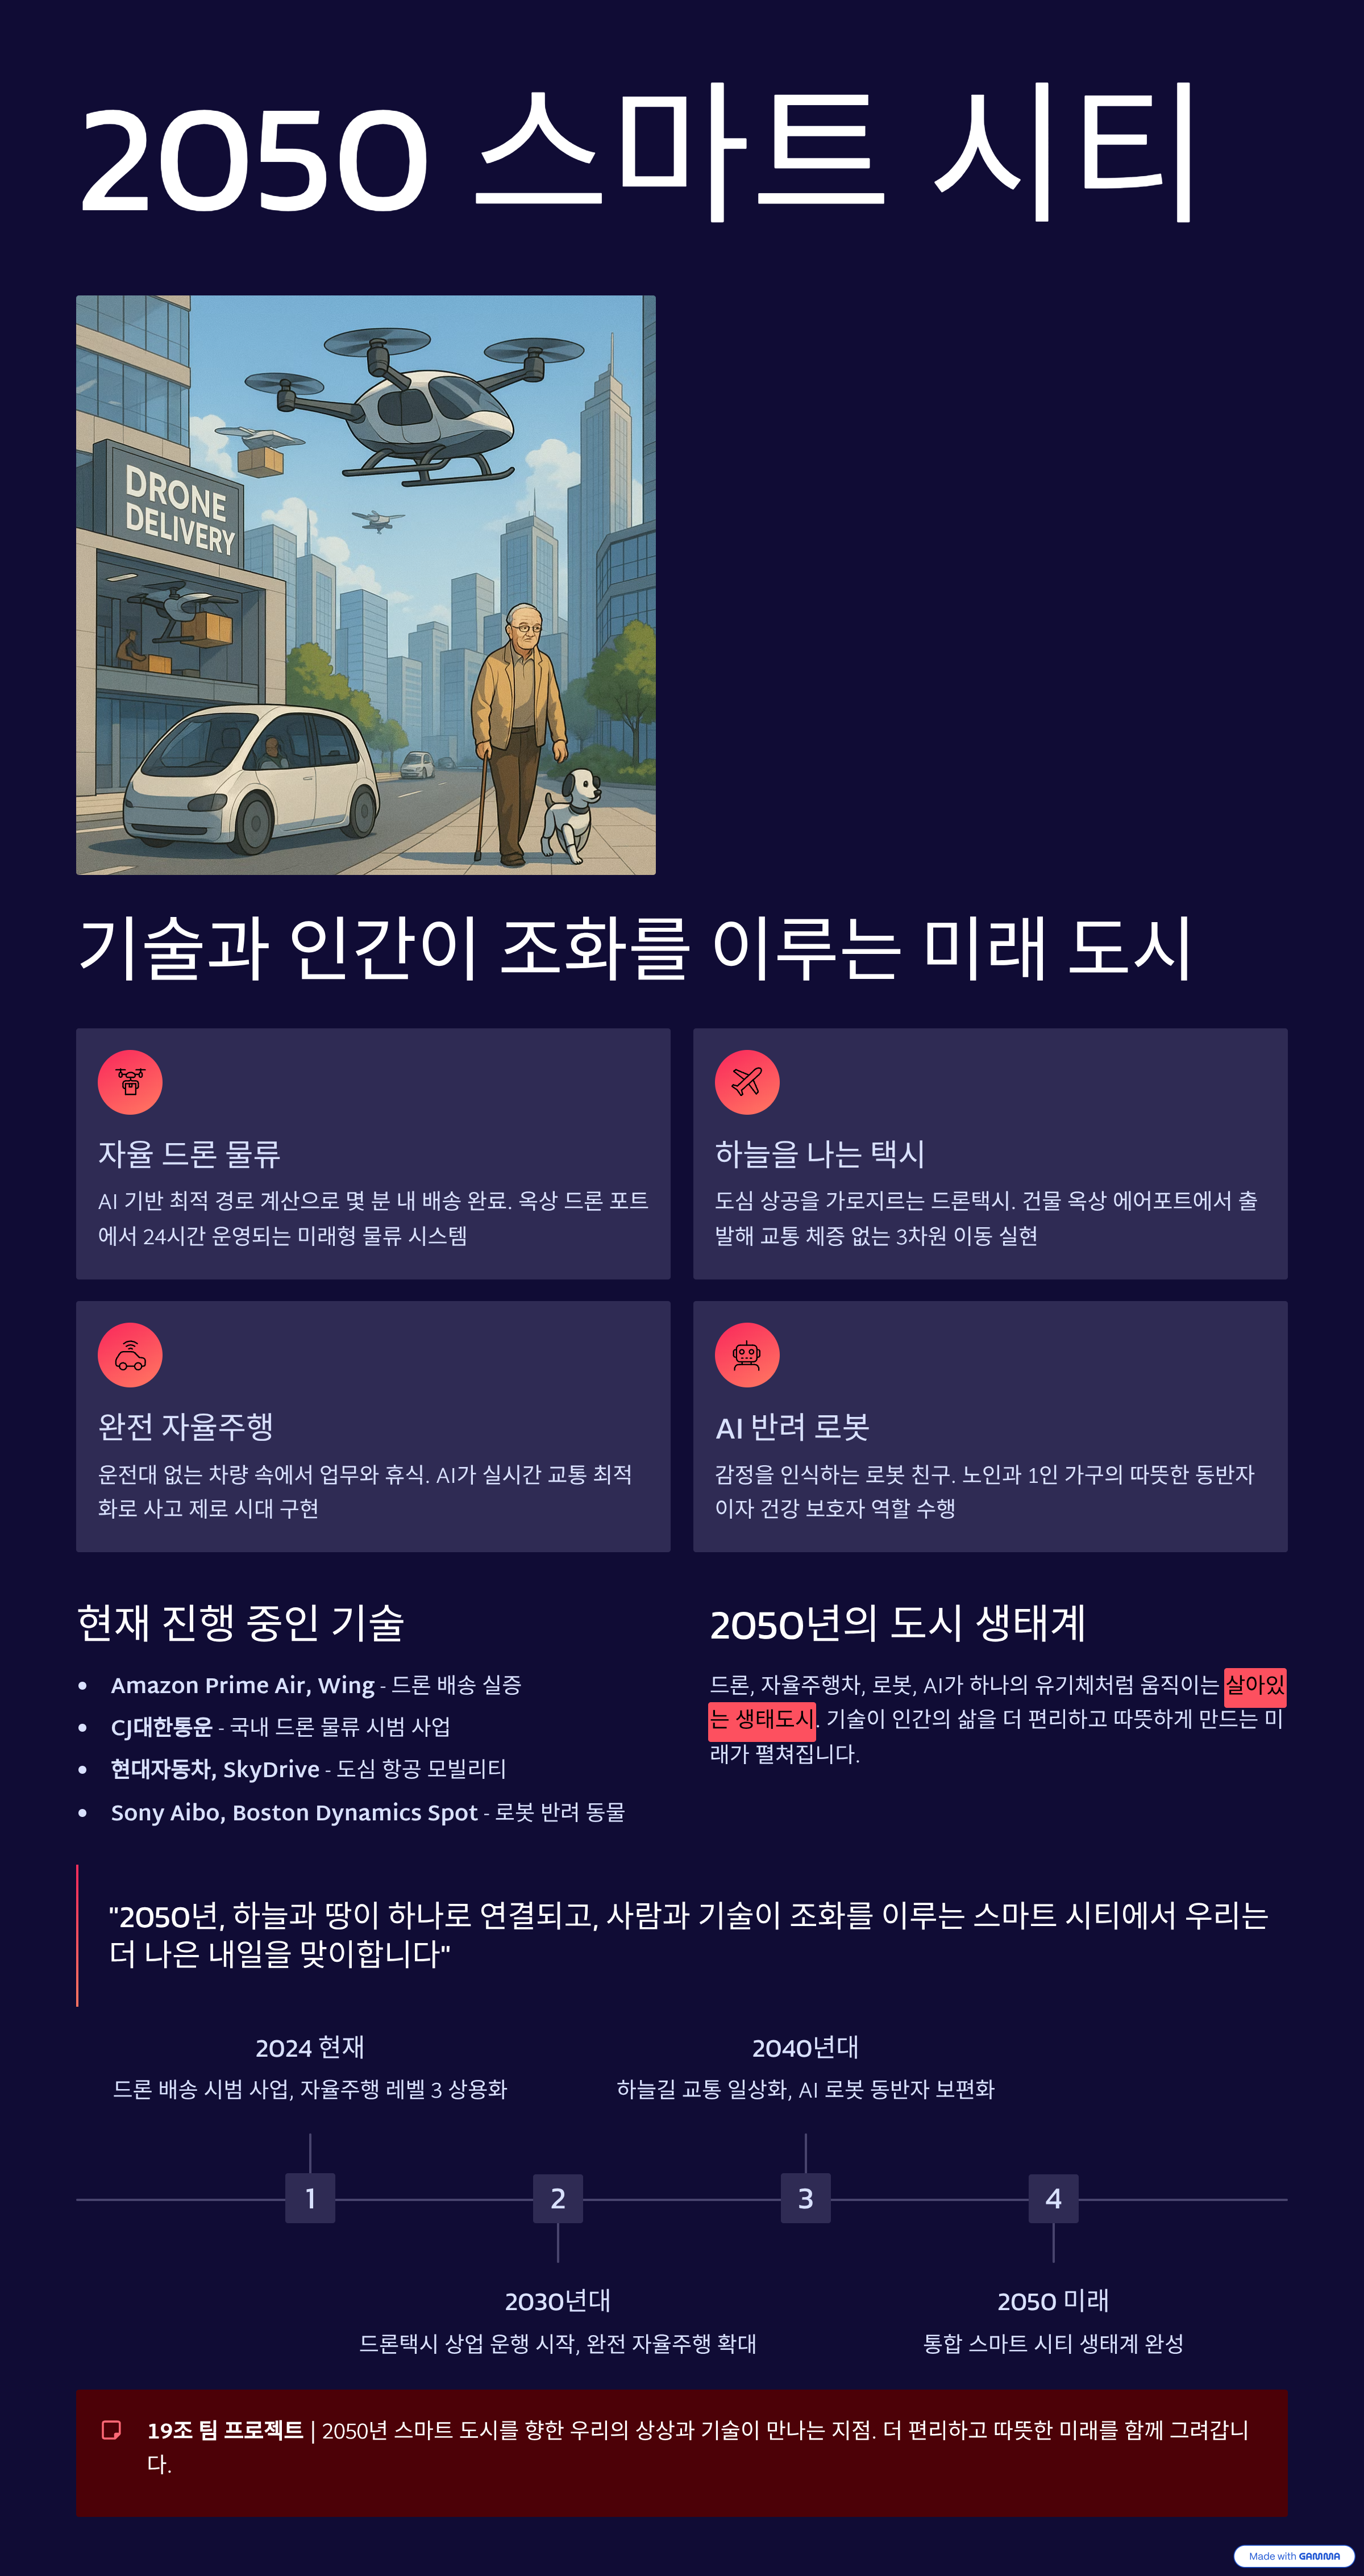 2050 스마트 시티
DRONE
DELIVERY
기술과 인간이 조화를 이루는 미래 도시
자율 드론 물류
AI 기반 최적 경로 계산으로 몇 분 내 배송 완료. 옥상 드론 포트
에서 24시간 운영되는 미래형 물류 시스템
하늘을 나는 택시
도심 상공을 가로지르는 드론택시. 건물 옥상 에어포트에서 출
발해 교통 체증 없는 3차원 이동 실현
완전 자율주행
운전대 없는 차량 속에서 업무와 휴식. AI가 실시간 교통 최적
화로 사고 제로 시대 구현
AI 반려 로봇
감정을 인식하는 로봇 친구. 노인과 1인 가구의 따뜻한 동반자
이자 건강 보호자 역할 수행
현재 진행 중인 기술
• Amazon Prime Air, Wing - 드론 배송 실증
• CJ대한통운 - 국내 드론 물류 시범 사업
• 현대자동차, SkyDrive - 도심 항공 모빌리티
• Sony Aibo, Boston Dynamics Spot - 로봇 반려 동물
2050년의 도시 생태계
드론, 자율주행차, 로봇, AI가 하나의 유기체처럼 움직이는 살아있
는 생태도시. 기술이 인간의 삶을 더 편리하고 따뜻하게 만드는 미
래가 펼쳐집니다.
"2050년, 하늘과 땅이 하나로 연결되고, 사람과 기술이 조화를 이루는 스마트 시티에서 우리는
더 나은 내일을 맞이합니다"
2024 현재
드론 배송 시범 사업, 자율주행 레벨 3 상용화
2040년대
하늘길 교통 일상화, AI 로봇 동반자 보편화
1
2
3
4
2030년대
드론택시 상업 운행 시작, 완전 자율주행 확대
2050 미래
통합 스마트 시티 생태계 완성
19조 팀 프로젝트 | 2050년 스마트 도시를 향한 우리의 상상과 기술이 만나는 지점. 더 편리하고 따뜻한 미래를 함께 그려갑니
다.
Made with GAMMA